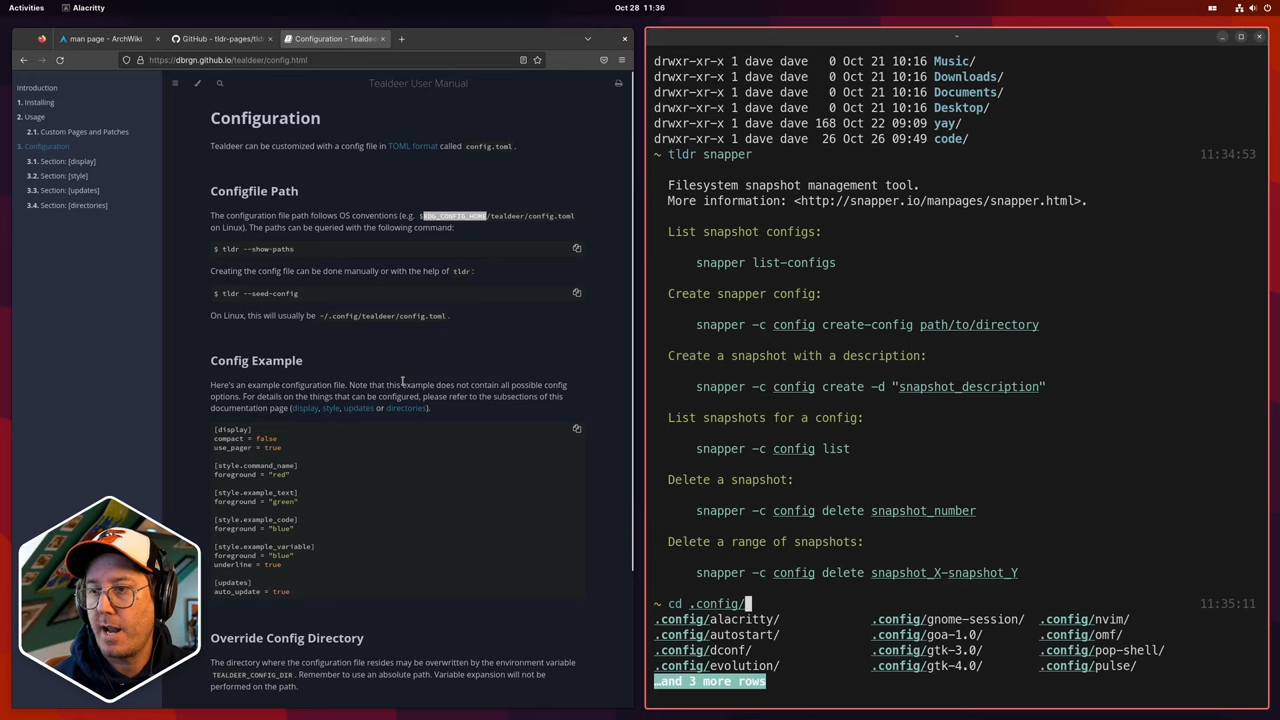 Activities
Alacritty
Oct 28 11:36
man page - ArchWiki
GitHub - tldr-pages/tldr
Configuration - Tealdee
https://dbrgn.github.io/tealdeer/config.html
Introduction
1. Installing
2. Usage
2.1. Custom Pages and Patches
3. Configuration
3.1. Section: [display]
3.2. Section: [style]
3.3. Section: [updates]
3.4. Section: [directories]
Tealdeer User Manual
Configuration
Tealdeer can be customized with a config file in TOML format called config.toml.
Configfile Path
The configuration file path follows OS conventions (e.g. $XDG_CONFIG_HOME/tealdeer/config.toml
on Linux). The paths can be queried with the following command:
$ tldr --show-paths
Creating the config file can be done manually or with the help of tldr:
$ tldr --seed-config
On Linux, this will usually be ~/.config/tealdeer/config.toml.
Config Example
Here's an example configuration file. Note that this example does not contain all possible config
options. For details on the things that can be configured, please refer to the subsections of this
documentation page (display, style, updates or directories).
[display]
compact = false
use_pager = true
[style.command_name]
foreground = "red"
[style.example_text]
foreground = "green"
[style.example_code]
foreground = "blue"
[style.example_variable]
foreground = "blue"
underline = true
[updates]
auto_update = true
Override Config Directory
The directory where the configuration file resides may be overwritten by the environment variable
TEALDEER_CONFIG_DIR. Remember to use an absolute path. Variable expansion will not be
performed on the path.
~
drwxr-xr-x 1 dave dave 0 Oct 21 10:16 Music/
drwxr-xr-x 1 dave dave 0 Oct 21 10:16 Downloads/
drwxr-xr-x 1 dave dave 0 Oct 21 10:16 Documents/
drwxr-xr-x 1 dave dave 0 Oct 21 10:16 Desktop/
drwxr-xr-x 1 dave dave 168 Oct 22 09:09 yay/
drwxr-xr-x 1 dave dave 26 Oct 26 09:49 code/
~ tldr snapper 11:34:53
Filesystem snapshot management tool.
More information: <http://snapper.io/manpages/snapper.html>.
List snapshot configs:
snapper list-configs
Create snapper config:
snapper -c config create-config path/to/directory
Create a snapshot with a description:
snapper -c config create -d "snapshot_description"
List snapshots for a config:
snapper -c config list
Delete a snapshot:
snapper -c config delete snapshot_number
Delete a range of snapshots:
snapper -c config delete snapshot_X-snapshot_Y
~ cd .config/ 11:35:11
.config/alacritty/ .config/gnome-session/ .config/nvim/
.config/autostart/ .config/goa-1.0/ .config/omf/
.config/dconf/ .config/gtk-3.0/ .config/pop-shell/
.config/evolution/ .config/gtk-4.0/ .config/pulse/
…and 3 more rows